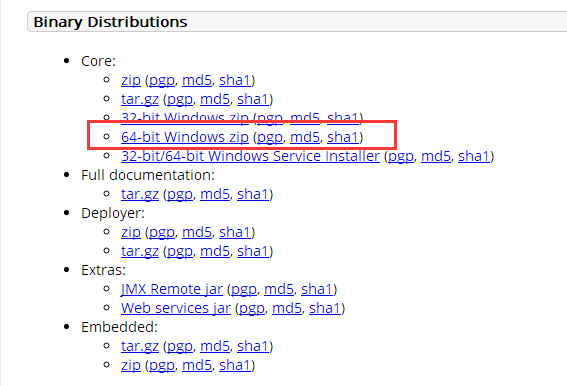 Binary Distributions
Core:
zip (pgp, md5, sha1)
tar.gz (pgp, md5, sha1)
32-bit Windows zip (pgp, md5, sha1)
64-bit Windows zip (pgp, md5, sha1)
32-bit/64-bit Windows Service Installer (pgp, md5, sha1)
Full documentation:
tar.gz (pgp, md5, sha1)
Deployer:
zip (pgp, md5, sha1)
tar.gz (pgp, md5, sha1)
Extras:
JMX Remote jar (pgp, md5, sha1)
Web services jar (pgp, md5, sha1)
Embedded:
tar.gz (pgp, md5, sha1)
zip (pgp, md5, sha1)